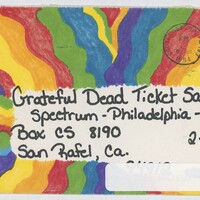 Grateful Dead Ticket Sa
Spectrum - Philadelphia -
Box CS 8190
San Rafel, Ca.